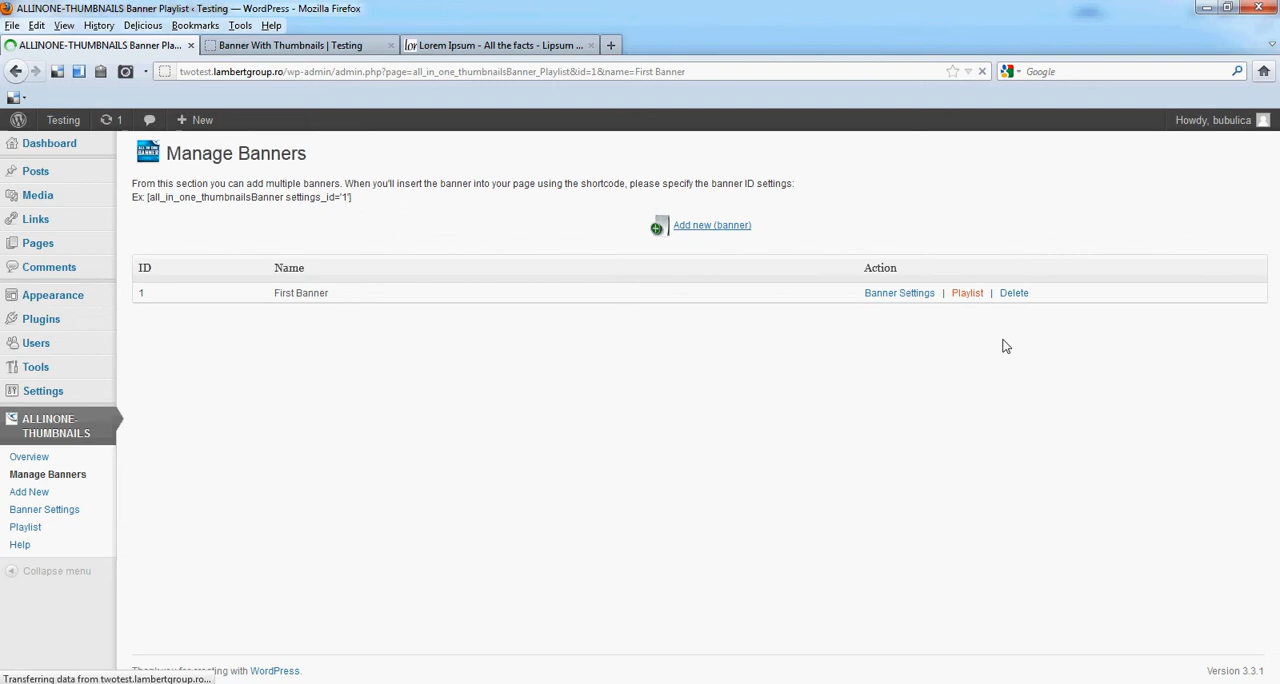 ALLINONE-THUMBNAILS Banner Playlist ‹ Testing — WordPress - Mozilla Firefox
File Edit View History Delicious Bookmarks Tools Help
ALLINONE-THUMBNAILS Banner Pla... × Banner With Thumbnails | Testing × Lorem Ipsum - All the facts - Lipsum ... ×
twotest.lambertgroup.ro/wp-admin/admin.php?page=all_in_one_thumbnailsBanner_Playlist&id=1&name=First Banner
Google
Testing 1 + New Howdy, bubulica
Dashboard
Posts
Media
Links
Pages
Comments
Appearance
Plugins
Users
Tools
Settings
ALLINONE-
THUMBNAILS
Overview
Manage Banners
Add New
Banner Settings
Playlist
Help
Collapse menu
Manage Banners
From this section you can add multiple banners. When you'll insert the banner into your page using the shortcode, please specify the banner ID settings:
Ex: [all_in_one_thumbnailsBanner settings_id='1']
Add new (banner)
ID Name Action
1 First Banner Banner Settings | Playlist | Delete
Thank you for creating with WordPress.
Version 3.3.1
Transferring data from twotest.lambertgroup.ro...